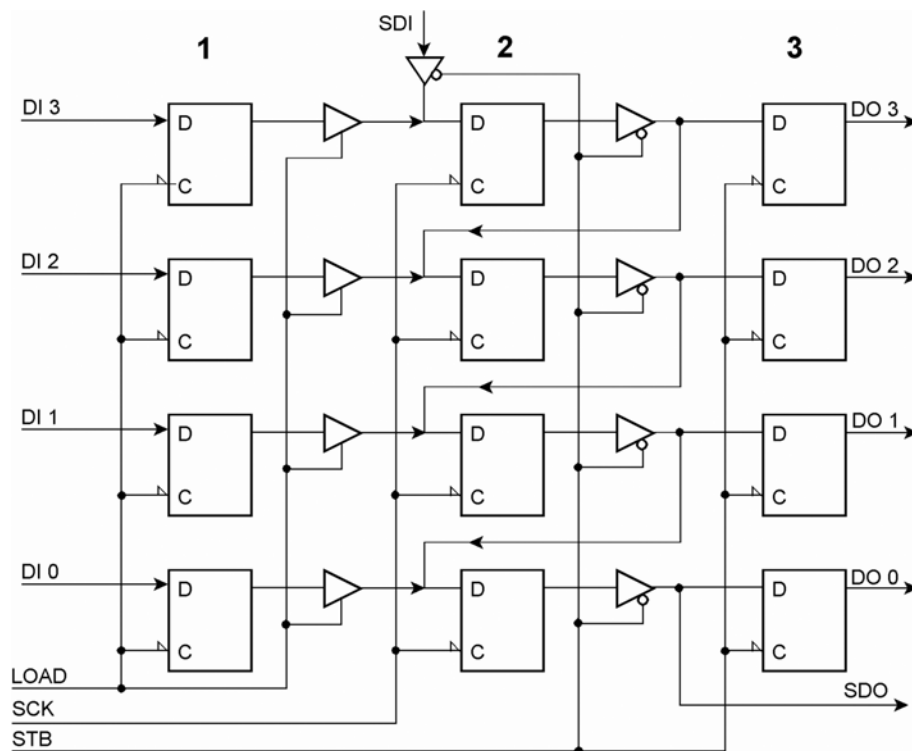 SDI
1 2 3
DI 3 D D D DO 3
C C C
DI 2 D D D DO 2
C C C
DI 1 D D D DO 1
C C C
DI 0 D D D DO 0
C C C
LOAD
SDO
SCK
STB